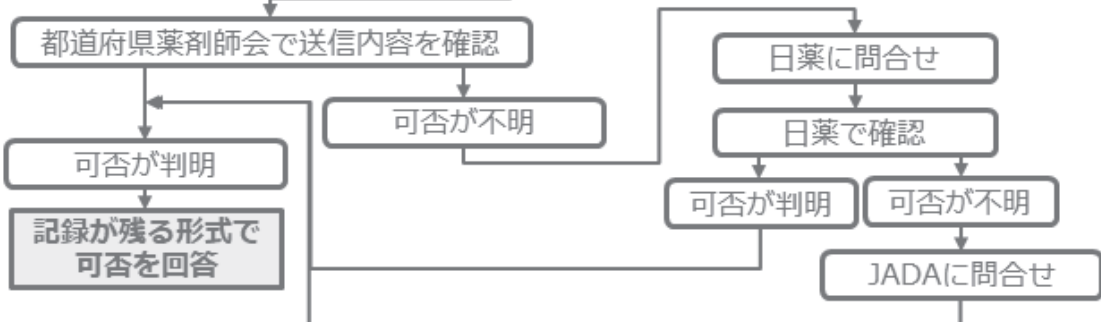 都道府県薬剤師会で送信内容を確認
日薬に問合せ
可否が不明
日薬で確認
可否が判明
可否が判明
可否が不明
記録が残る形式で
可否を回答
JADAに問合せ